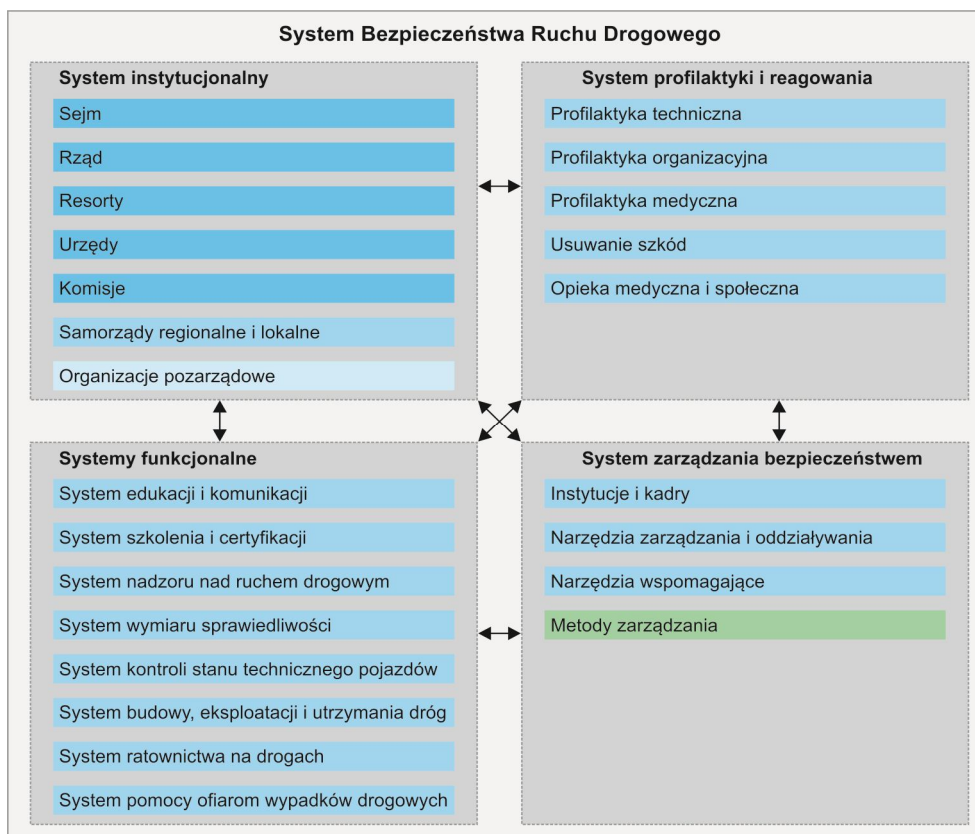 System Bezpieczeństwa Ruchu Drogowego
System instytucjonalny
Sejm
Rząd
Resorty
Urzędy
Komisje
Samorządy regionalne i lokalne
Organizacje pozarządowe
System profilaktyki i reagowania
Profilaktyka techniczna
Profilaktyka organizacyjna
Profilaktyka medyczna
Usuwanie szkód
Opieka medyczna i społeczna
Systemy funkcjonalne
System edukacji i komunikacji
System szkolenia i certyfikacji
System nadzoru nad ruchem drogowym
System wymiaru sprawiedliwości
System kontroli stanu technicznego pojazdów
System budowy, eksploatacji i utrzymania dróg
System ratownictwa na drogach
System pomocy ofiarom wypadków drogowych
System zarządzania bezpieczeństwem
Instytucje i kadry
Narzędzia zarządzania i oddziaływania
Narzędzia wspomagające
Metody zarządzania